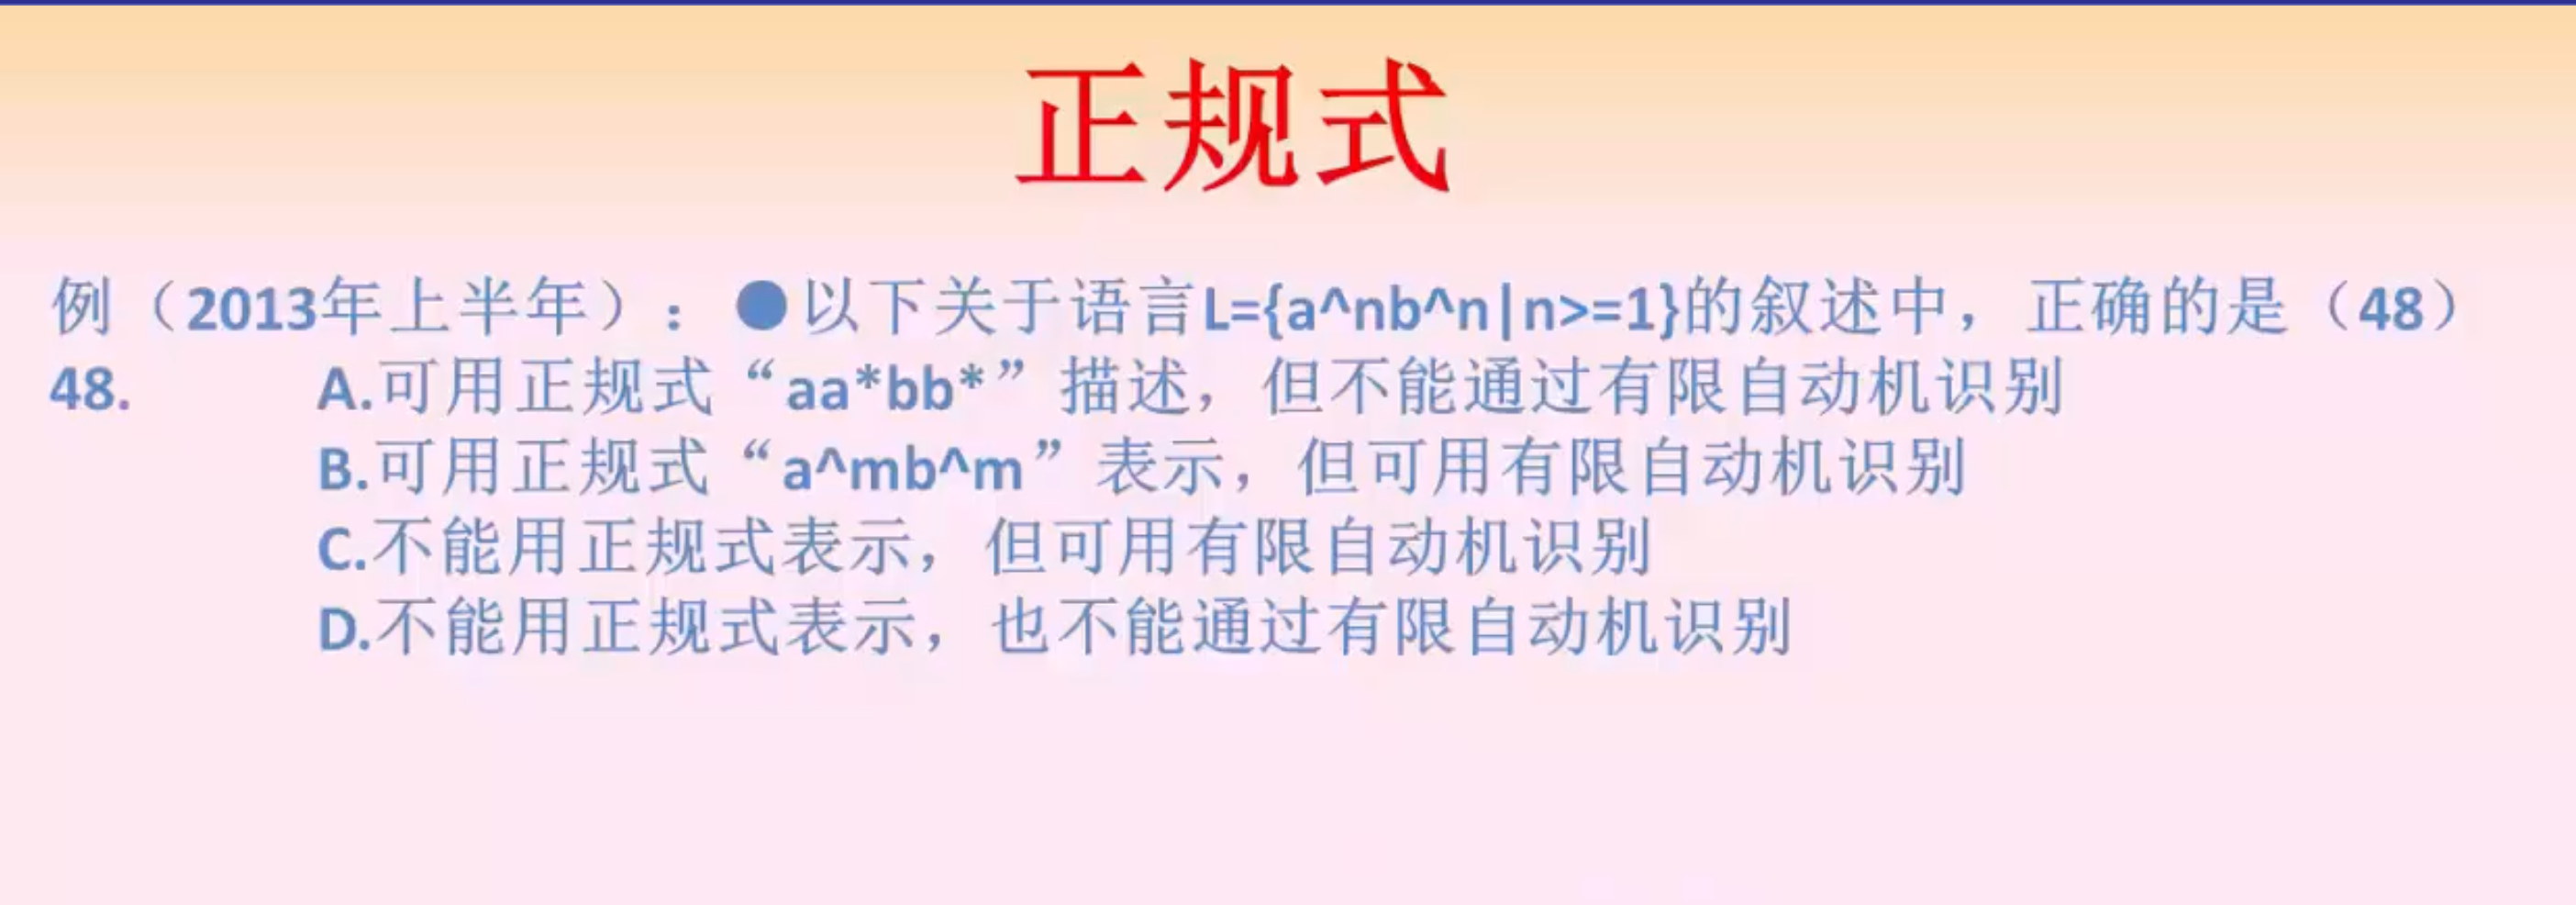 正规式
例（2013年上半年）：●以下关于语言L={a^nb^n|n>=1}的叙述中，正确的是（48）
48. A.可用正规式“aa*bb*”描述，但不能通过有限自动机识别
B.可用正规式“a^mb^m”表示，但可用有限自动机识别
C.不能用正规式表示，但可用有限自动机识别
D.不能用正规式表示，也不能通过有限自动机识别